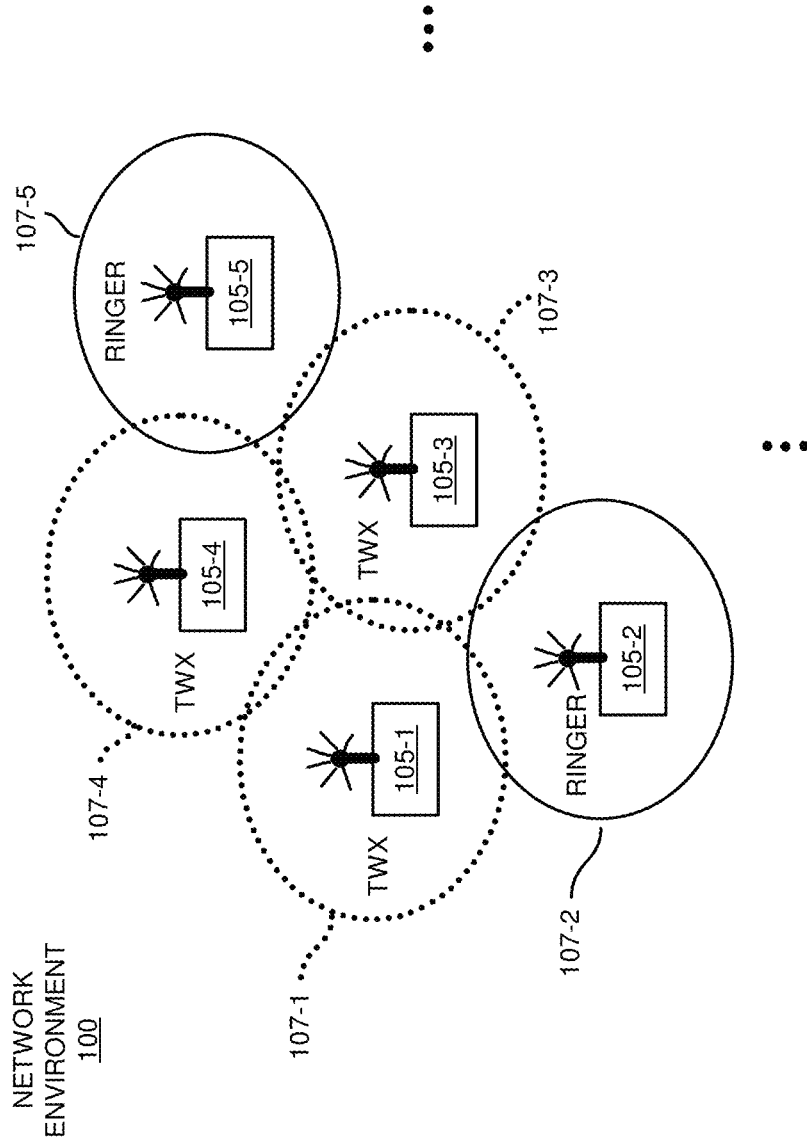 NETWORK
ENVIRONMENT
100
107-4
107-5
RINGER
105-5
TWX
105-4
107-1
TWX
105-1
TWX
105-3
107-3
107-2
RINGER
105-2